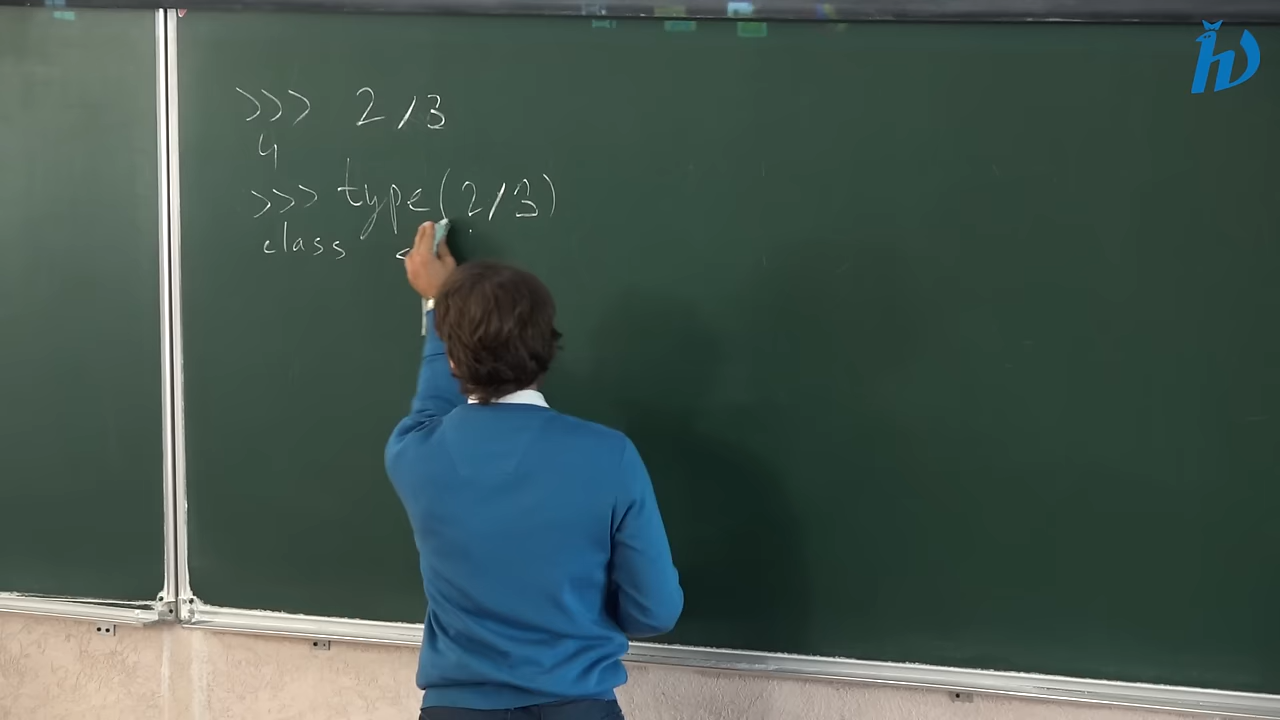 >>> 2/3
4
>>> type(2/3)
class <